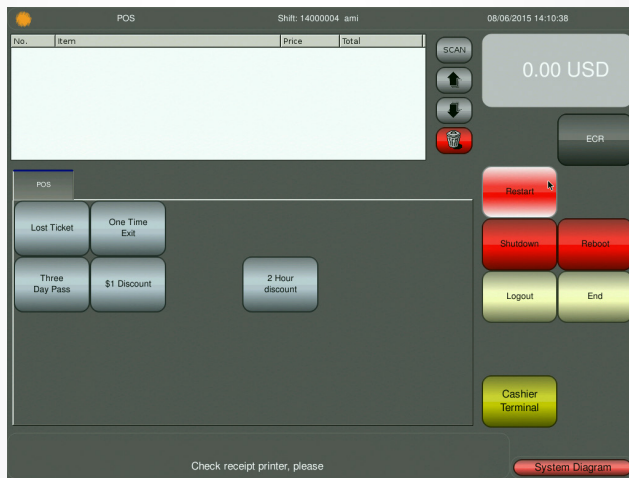 POS
Shift: 14000004 ami
08/06/2015 14:10:38
No. Item Price Total
SCAN
0.00 USD
ECR
POS
Restart
Lost Ticket
One Time
Exit
Shutdown
Reboot
Three
Day Pass
$1 Discount
2 Hour
discount
Logout
End
Cashier
Terminal
Check receipt printer, please
System Diagram